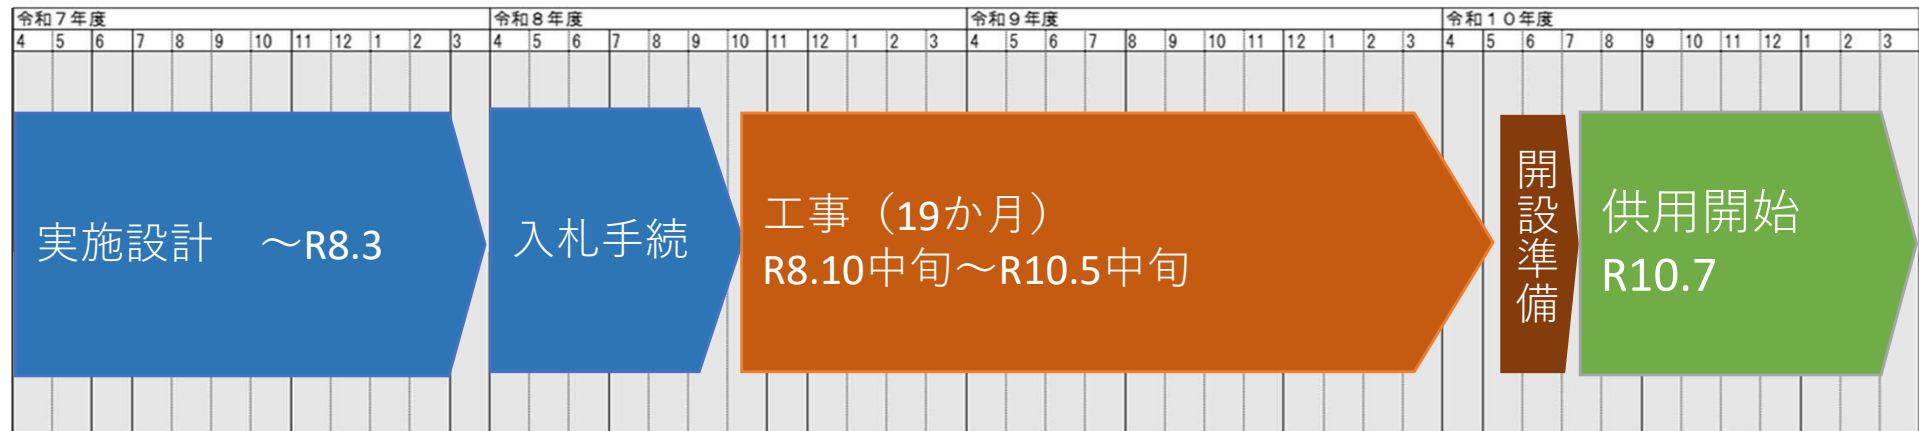 令和７年度 令和８年度 令和９年度 令和１０年度
4 5 6 7 8 9 10 11 12 1 2 3 4 5 6 7 8 9 10 11 12 1 2 3 4 5 6 7 8 9 10 11 12 1 2 3 4 5 6 7 8 9 10 11 12 1 2 3
実施設計　～R8.3
入札手続
工事（19か月）
R8.10中旬～R10.5中旬
開設準備
供用開始
R10.7